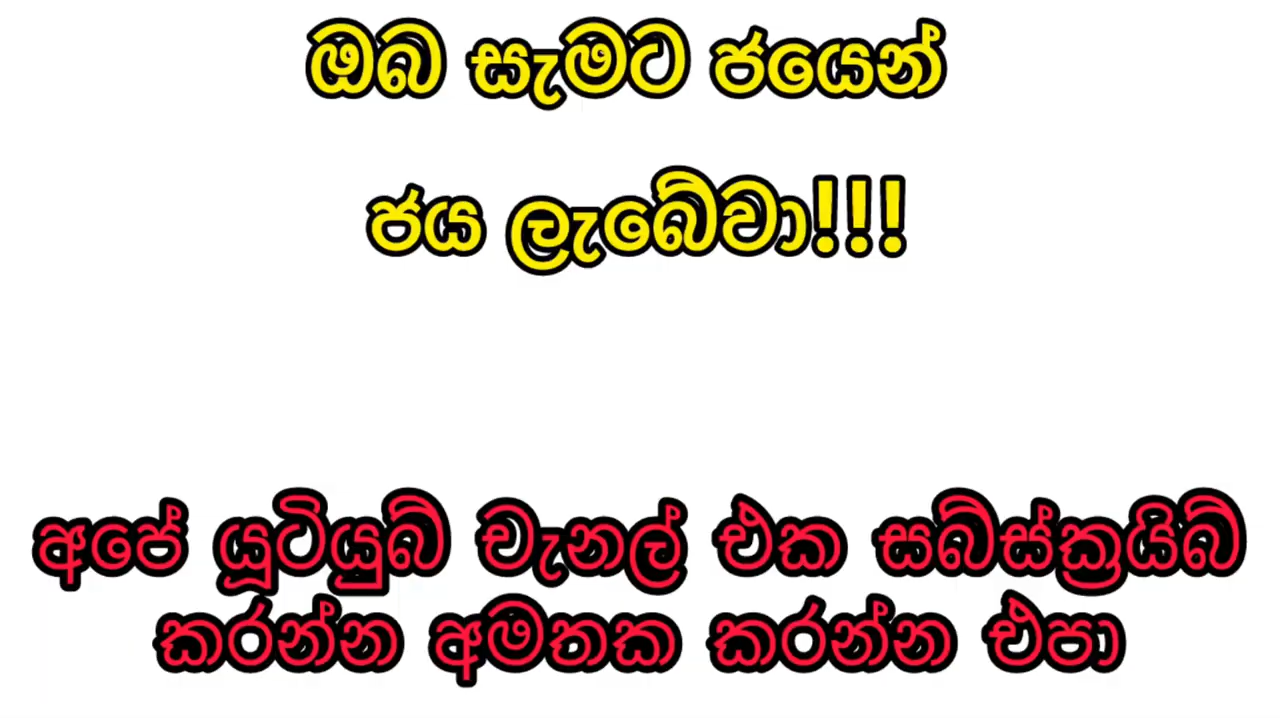 ඔබ සැමට ජයෙන්
ජය ලැබේවා!!!
අපේ යූටියුබ් චැනල් එක සබ්ස්ක්‍රයිබ්
කරන්න අමතක කරන්න එපා